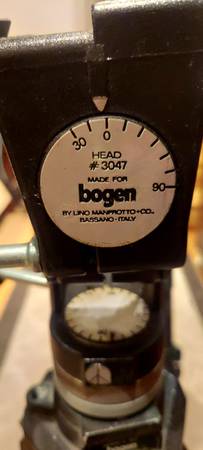 30 0
HEAD
# 3047
MADE FOR
bogen
90
BY LINO MANFROTTO+CO.
BASSANO-ITALY